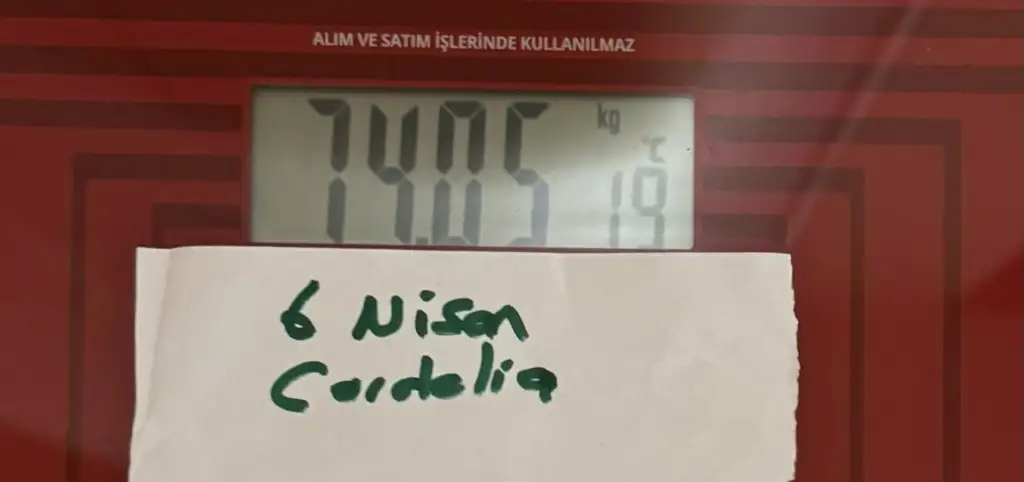 ALIM VE SATIM İŞLERİNDE KULLANILMAZ
74.05 kg
°C
19
6 Nisan
Cordelia